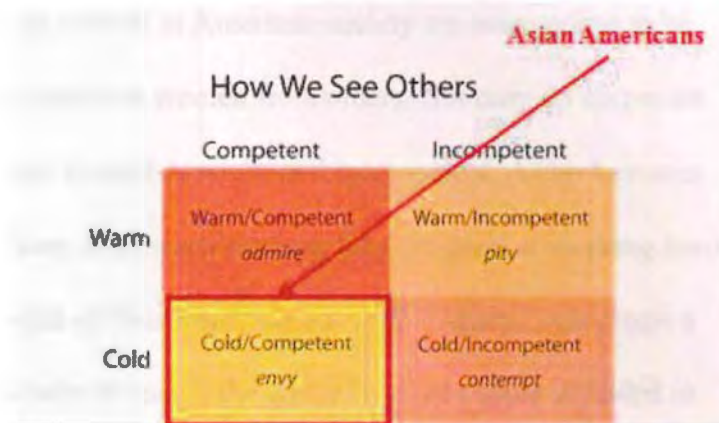 Asian Americans
How We See Others
Competent Incompetent
Warm
Warm/Competent
admire
Warm/Incompetent
pity
Cold
Cold/Competent
envy
Cold/Incompetent
contempt